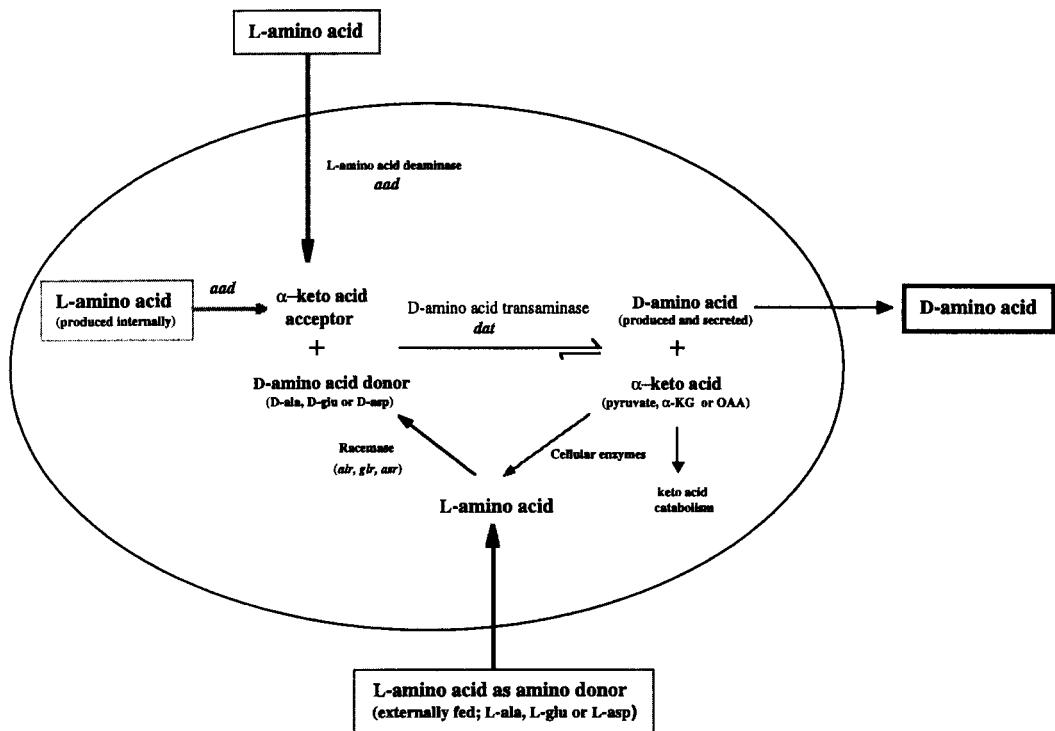 L-amino acid
L-amino acid deaminase
aad
L-amino acid
(produced internally)
aad
α–keto acid
acceptor
+
D-amino acid donor
(D-ala, D-glu or D-asp)
D-amino acid transaminase
dat
D-amino acid
(produced and secreted)
+
α–keto acid
(pyruvate, α-KG or OAA)
D-amino acid
Racemase
(alr, glr, asr)
Cellular enzymes
L-amino acid
keto acid
catabolism
L-amino acid as amino donor
(externally fed; L-ala, L-glu or L-asp)